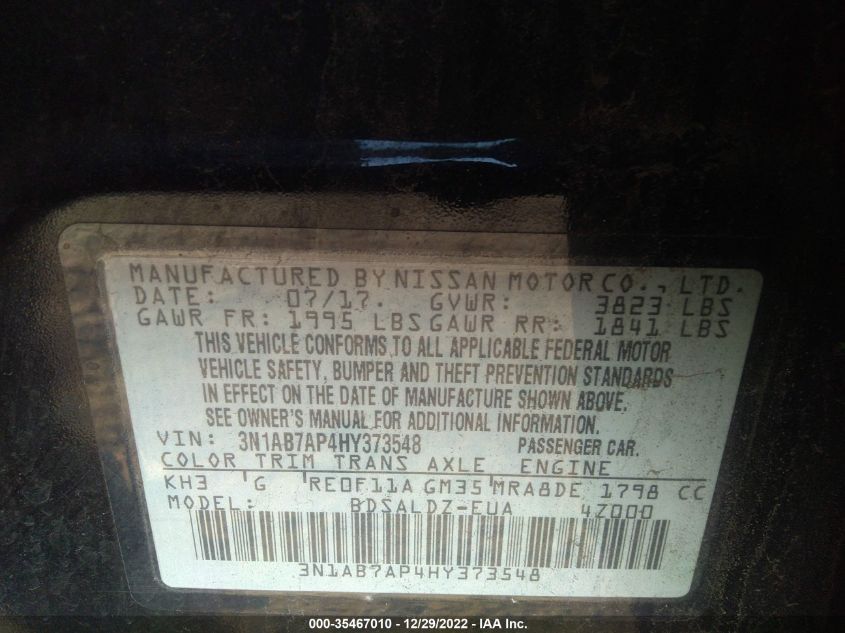 MANUFACTURED BY NISSAN MOTOR CO., LTD.
DATE: 07/17. GVWR: 3823 LBS
GAWR FR: 1995 LBS GAWR RR: 1841 LBS
THIS VEHICLE CONFORMS TO ALL APPLICABLE FEDERAL MOTOR
VEHICLE SAFETY, BUMPER AND THEFT PREVENTION STANDARDS
IN EFFECT ON THE DATE OF MANUFACTURE SHOWN ABOVE.
SEE OWNER'S MANUAL FOR ADDITIONAL INFORMATION.
VIN: 3N1AB7AP4HY373548 PASSENGER CAR.
COLOR TRIM TRANS AXLE ENGINE
KH3 G RE0F11A GM35 MRA8DE 1798 CC
MODEL: BDSALDZ-EUA 4Z000
3N1AB7AP4HY373548
000-35467010 - 12/29/2022 - IAA Inc.